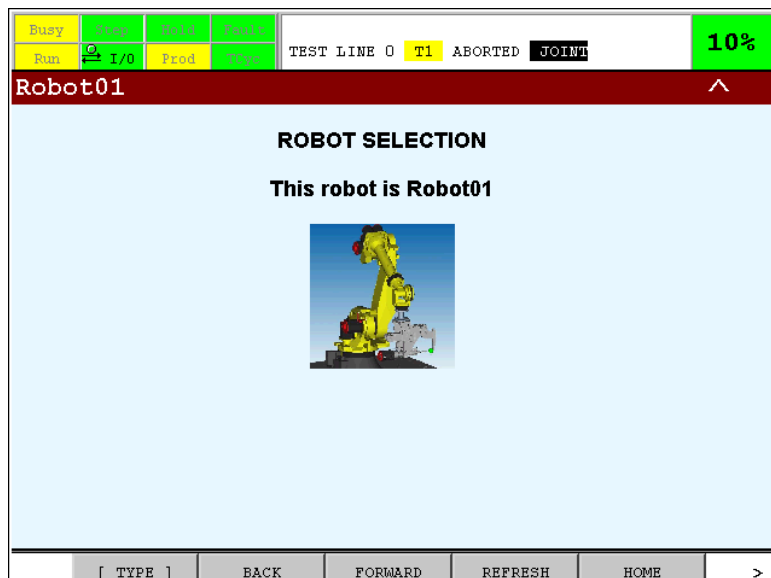 Busy Step Hold Fault
Run I/O Prod TCyc
TEST LINE 0 T1 ABORTED JOINT
10%
Robot01
ROBOT SELECTION
This robot is Robot01
[ TYPE ] BACK FORWARD REFRESH HOME >